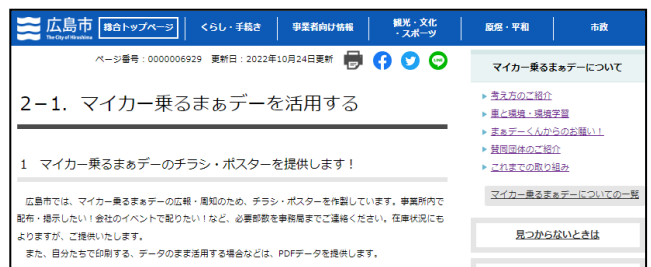 広島市
The City of Hiroshima
総合トップページ
くらし・手続き
事業者向け情報
観光・文化
・スポーツ
原爆・平和
市政
ページ番号：0000006929 更新日：2022年10月24日更新
2-1. マイカー乗るまぁデーを活用する
1 マイカー乗るまぁデーのチラシ・ポスターを提供します！
広島市では、マイカー乗るまぁデーの広報・周知のため、チラシ・ポスターを作製しています。事業所内で
配布・掲示したい！会社のイベントで配りたい！など、必要部数を事務局までご連絡ください。在庫状況にも
よりますが、ご提供いたします。
また、自分たちで印刷する、データのまま活用する場合などは、PDFデータを提供します。
マイカー乗るまぁデーについて
考え方のご紹介
車と環境・環境学習
まぁデーくんからのお願い！
賛同団体のご紹介
これまでの取り組み
マイカー乗るまぁデーについての一覧
見つからないときは